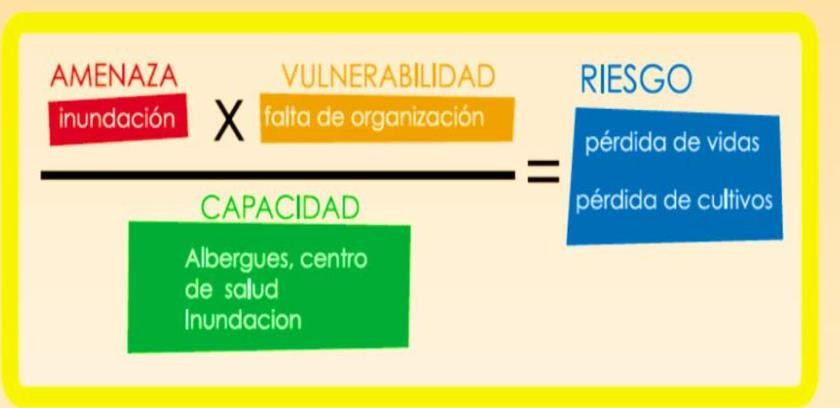 AMENAZA
inundación
X
VULNERABILIDAD
falta de organización
=
RIESGO
pérdida de vidas
pérdida de cultivos
CAPACIDAD
Albergues, centro
de salud
Inundacion